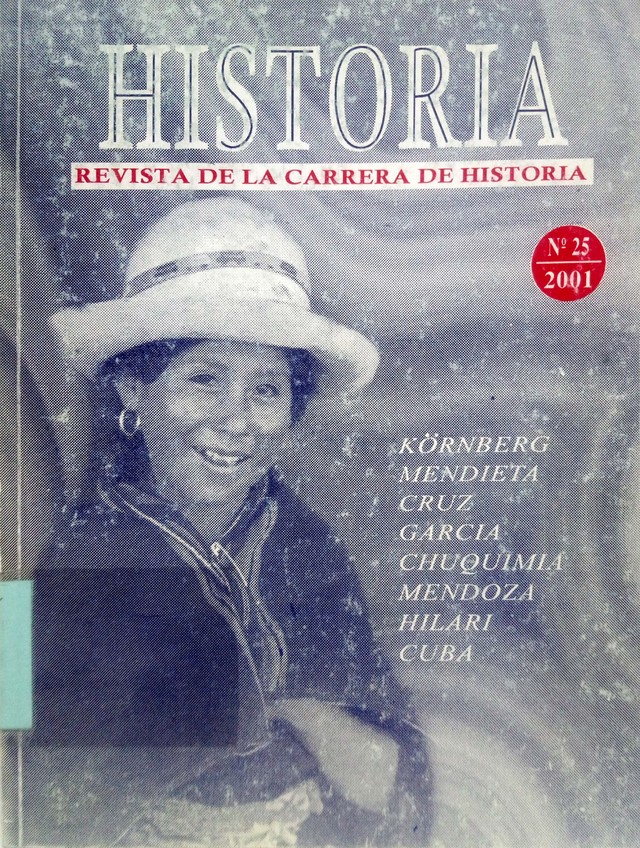 HISTORIA
REVISTA DE LA CARRERA DE HISTORIA
Nº 25
2001
KÖRNBERG
MENDIETA
CRUZ
GARCIA
CHUQUIMIA
MENDOZA
HILARI
CUBA